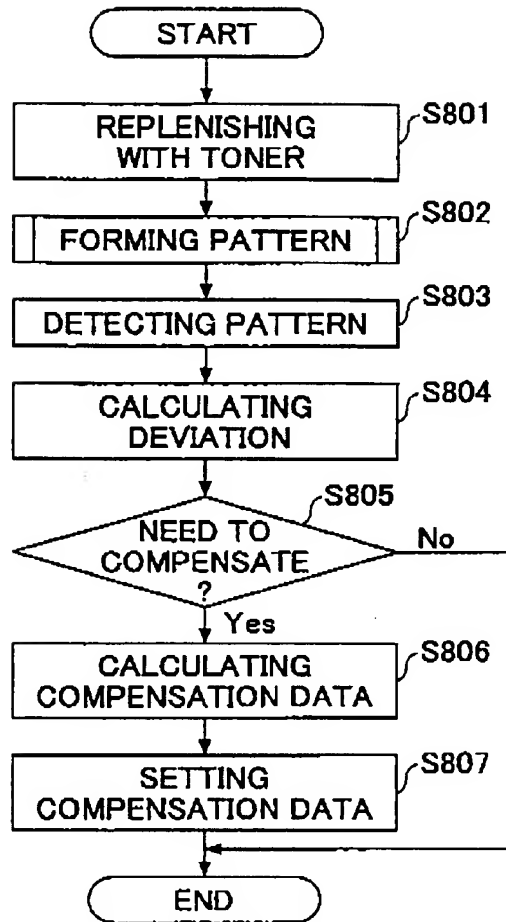 START
REPLENISHING
WITH TONER
S801
FORMING PATTERN
S802
DETECTING PATTERN
S803
CALCULATING
DEVIATION
S804
NEED TO
COMPENSATE
?
S805
No
Yes
CALCULATING
COMPENSATION DATA
S806
SETTING
COMPENSATION DATA
S807
END